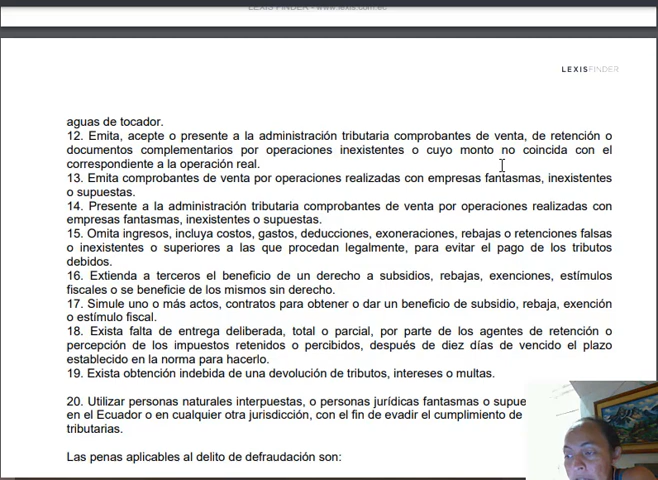 LEXIS FINDER - www.lexis.com.ec
LEXISFINDER
aguas de tocador.
12. Emita, acepte o presente a la administración tributaria comprobantes de venta, de retención o
documentos complementarios por operaciones inexistentes o cuyo monto no coincida con el
correspondiente a la operación real.
13. Emita comprobantes de venta por operaciones realizadas con empresas fantasmas, inexistentes
o supuestas.
14. Presente a la administración tributaria comprobantes de venta por operaciones realizadas con
empresas fantasmas, inexistentes o supuestas.
15. Omita ingresos, incluya costos, gastos, deducciones, exoneraciones, rebajas o retenciones falsas
o inexistentes o superiores a las que procedan legalmente, para evitar el pago de los tributos
debidos.
16. Extienda a terceros el beneficio de un derecho a subsidios, rebajas, exenciones, estímulos
fiscales o se beneficie de los mismos sin derecho.
17. Simule uno o más actos, contratos para obtener o dar un beneficio de subsidio, rebaja, exención
o estímulo fiscal.
18. Exista falta de entrega deliberada, total o parcial, por parte de los agentes de retención o
percepción de los impuestos retenidos o percibidos, después de diez días de vencido el plazo
establecido en la norma para hacerlo.
19. Exista obtención indebida de una devolución de tributos, intereses o multas.
20. Utilizar personas naturales interpuestas, o personas jurídicas fantasmas o supue
en el Ecuador o en cualquier otra jurisdicción, con el fin de evadir el cumplimiento de
tributarias.
Las penas aplicables al delito de defraudación son: